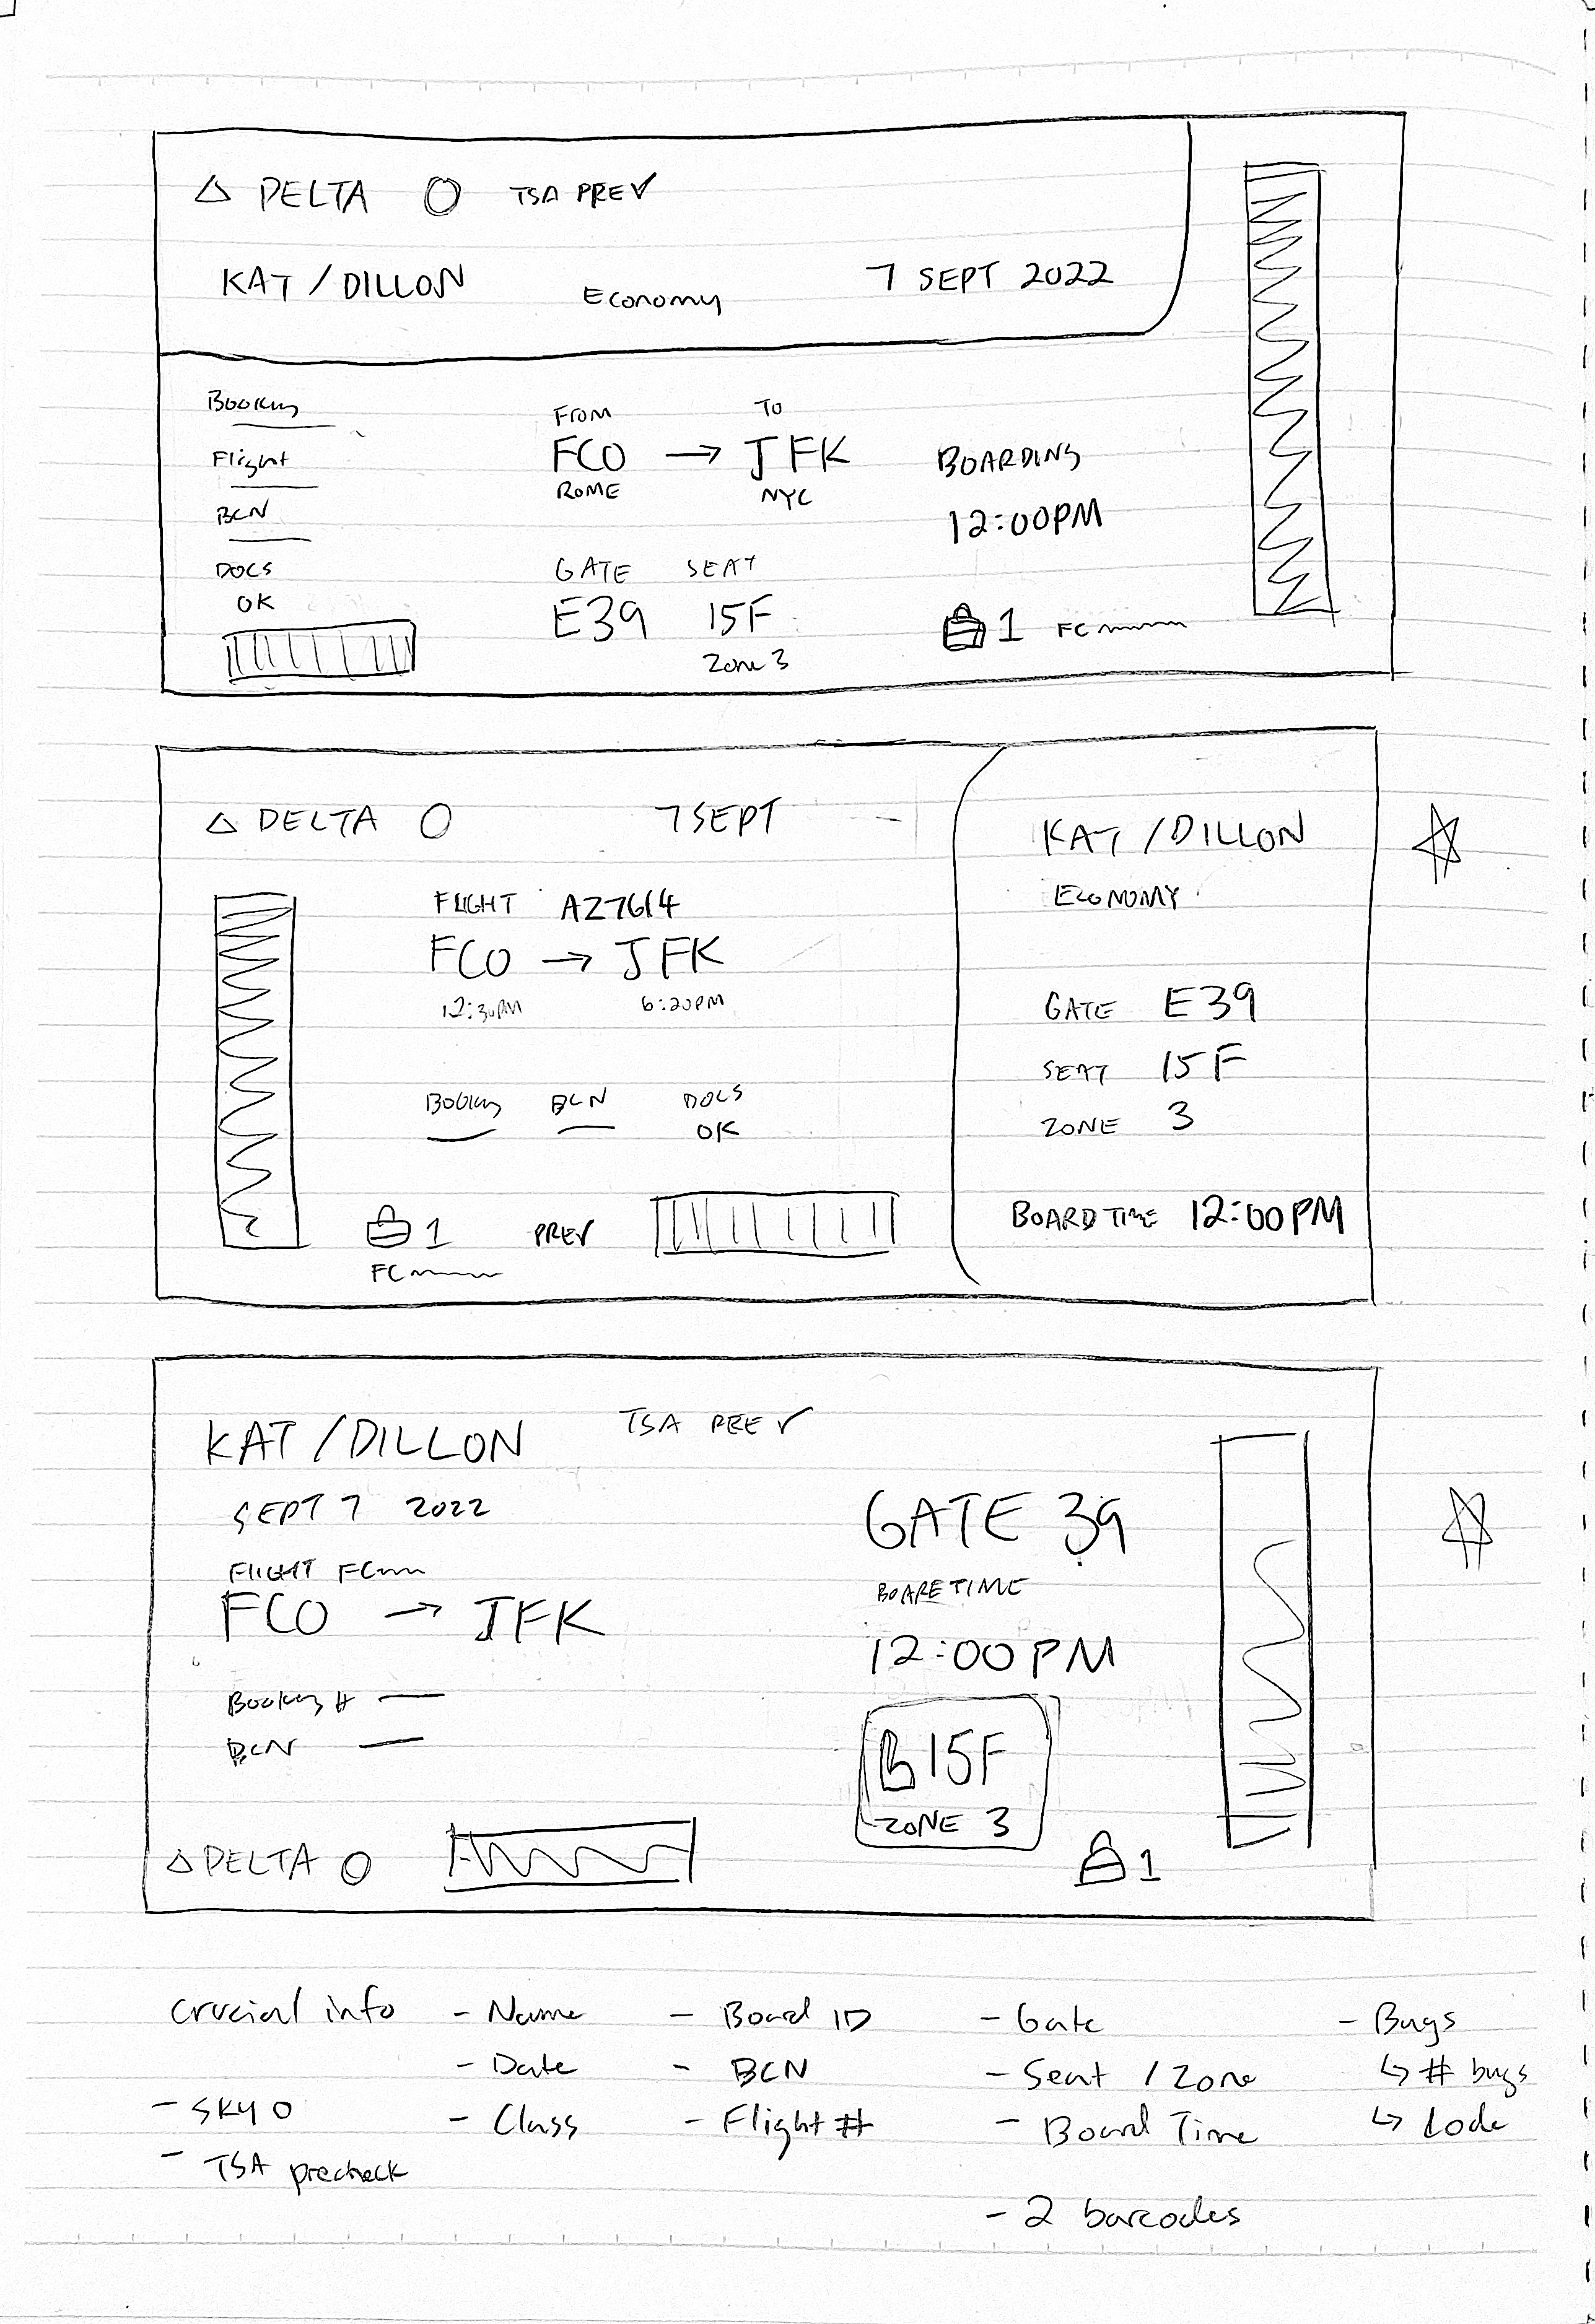 △ DELTA O TSA PRE✓
KAT / DILLON Economy 7 SEPT 2022
Booking
Flight
BCN
DOCS
OK
FROM TO
FCO → JFK
ROME NYC
GATE SEAT
E39 15F
Zone 3
BOARDING
12:00PM
1 FC
△ DELTA O 7 SEPT
FLIGHT AZ7614
FCO → JFK
12:30PM 6:20PM
Booking BCN DOCS
OK
1 PRE✓
FC
KAT / DILLON
ECONOMY
GATE E39
SEAT 15F
ZONE 3
BOARD TIME 12:00PM
KAT / DILLON TSA PRE ✓
SEPT 7 2022
FLIGHT FC
FCO → JFK
Booking #
BCN
△ DELTA O
GATE 39
BOARE TIME
12:00 PM
15F
ZONE 3
1
Crucial info
- SKY O
- TSA precheck
- Name
- Date
- Class
- Board ID
- BCN
- Flight #
- Gate
- Seat / Zone
- Board Time
- 2 barcodes
- Bags
↳ # bags
↳ Code